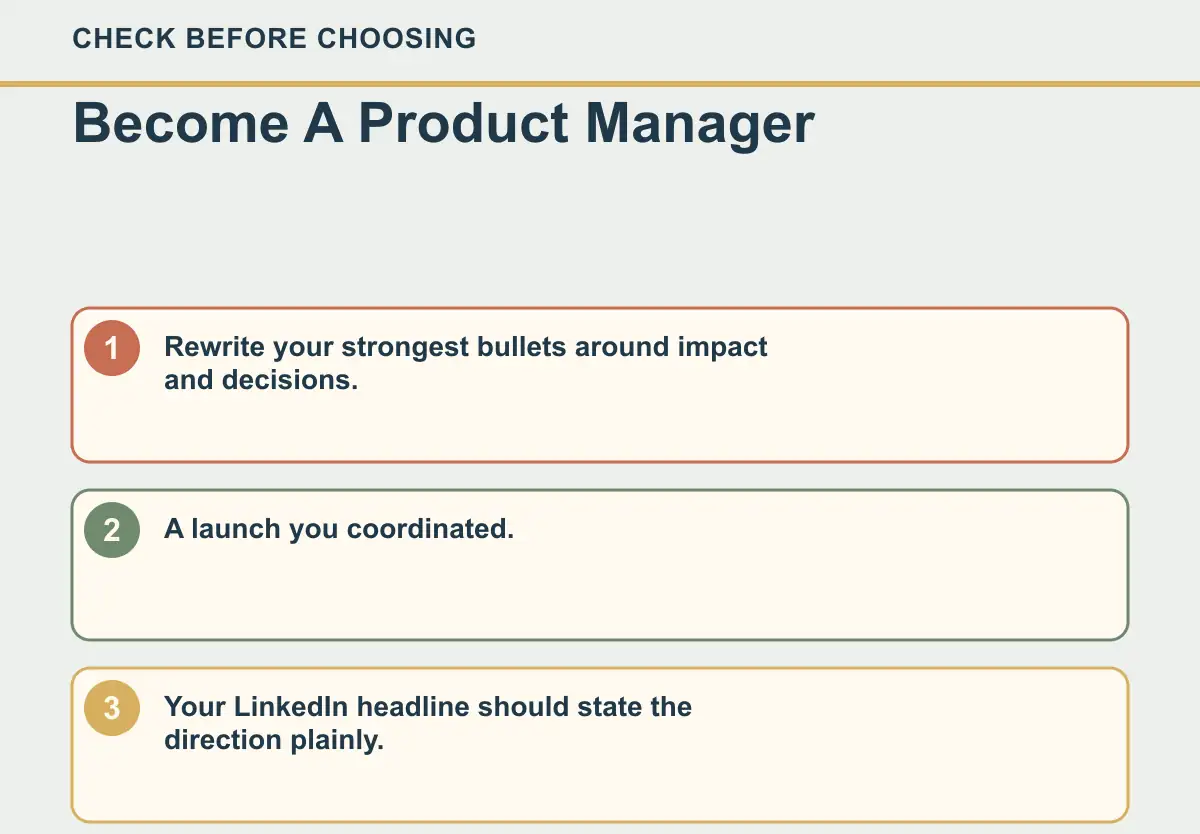 CHECK BEFORE CHOOSING
Become A Product Manager
1
Rewrite your strongest bullets around impact
and decisions.
2
A launch you coordinated.
3
Your LinkedIn headline should state the
direction plainly.